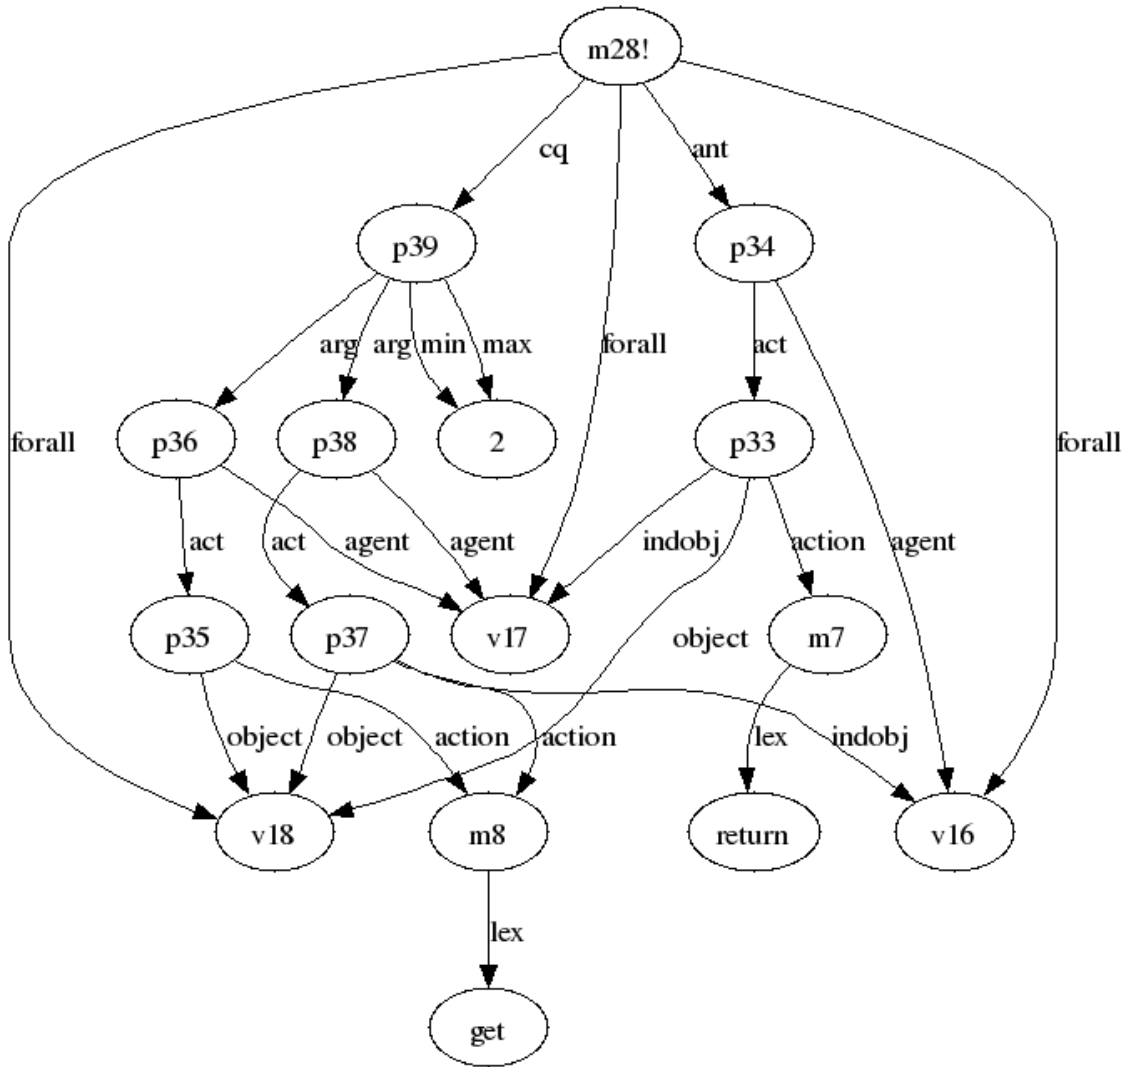 m28!
cq
ant
p39
p34
arg
arg
min
max
forall
act
forall
p36
p38
2
p33
forall
act
act
agent
agent
indobj
action
agent
p35
p37
v17
object
m7
object
object
action
action
lex
indobj
v18
m8
return
v16
lex
get